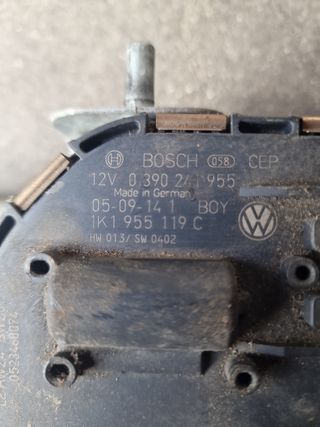 BOSCH 058 CEP
12V 0 390 241 955
Made in Germany
05-09-14 1 BOY
1K1 955 119 C
HW 013/ SW 0402
VW